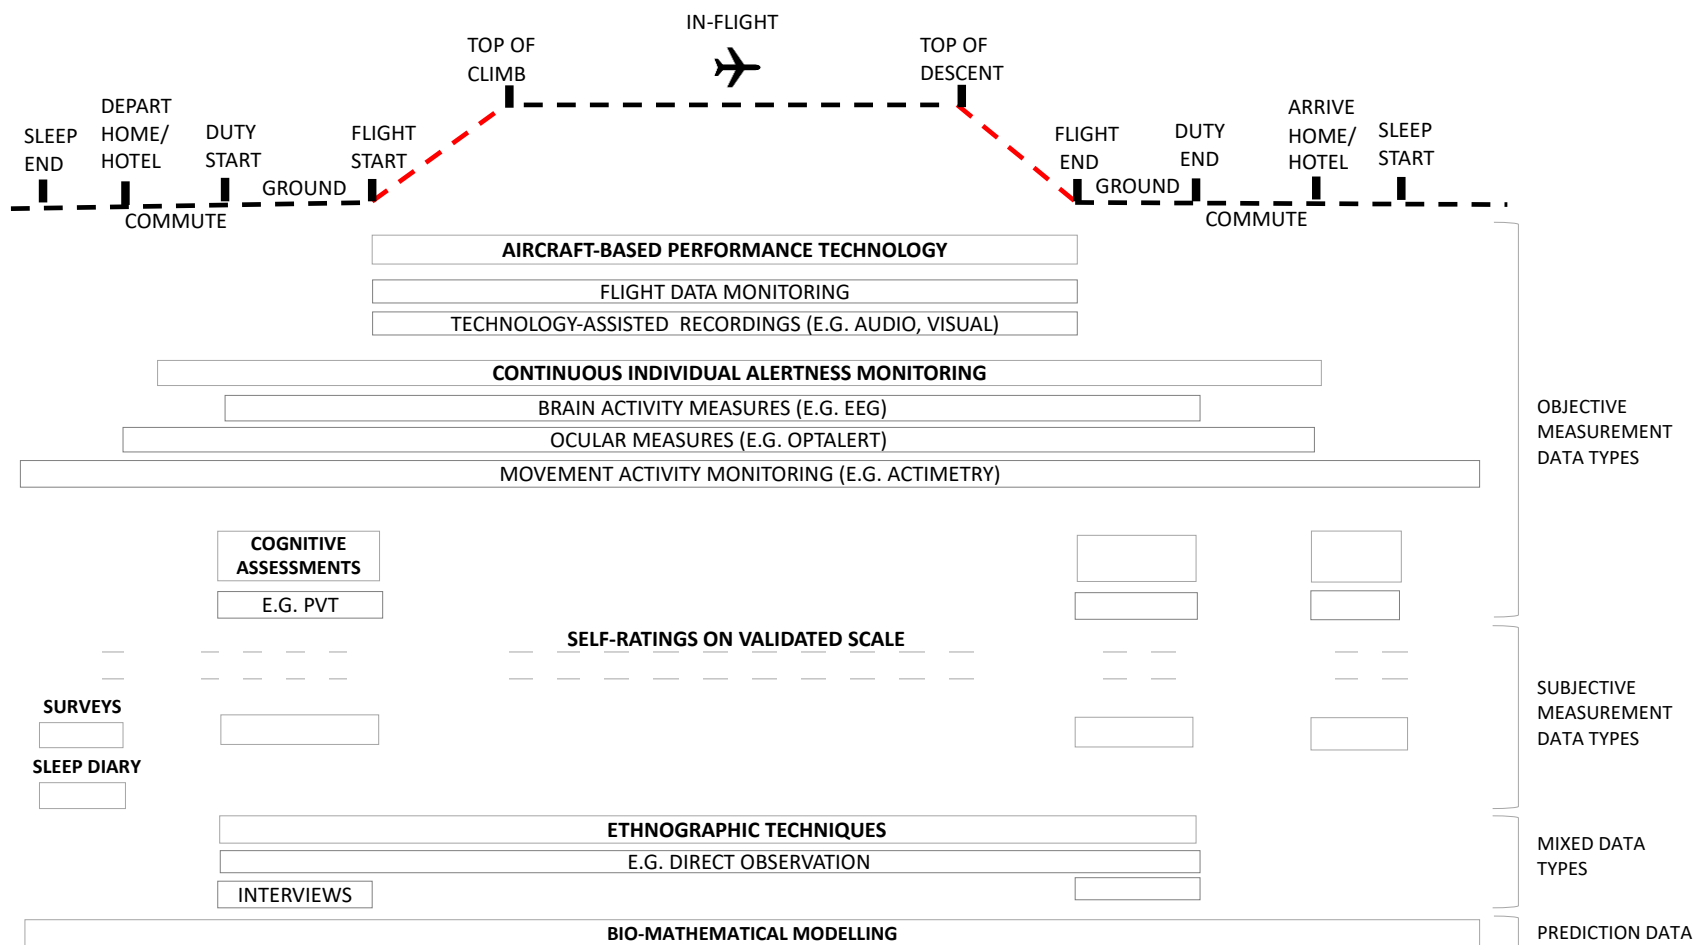 IN-FLIGHT
TOP OF
CLIMB
TOP OF
DESCENT
DEPART
HOME/
HOTEL
ARRIVE
HOME/
HOTEL
SLEEP
END
DUTY
START
FLIGHT
START
FLIGHT
END
DUTY
END
SLEEP
START
GROUND
GROUND
COMMUTE
COMMUTE
AIRCRAFT-BASED PERFORMANCE TECHNOLOGY
FLIGHT DATA MONITORING
TECHNOLOGY-ASSISTED RECORDINGS (E.G. AUDIO, VISUAL)
CONTINUOUS INDIVIDUAL ALERTNESS MONITORING
BRAIN ACTIVITY MEASURES (E.G. EEG)
OCULAR MEASURES (E.G. OPTALERT)
MOVEMENT ACTIVITY MONITORING (E.G. ACTIMETRY)
OBJECTIVE
MEASUREMENT
DATA TYPES
COGNITIVE
ASSESSMENTS
E.G. PVT
SELF-RATINGS ON VALIDATED SCALE
SURVEYS
SLEEP DIARY
SUBJECTIVE
MEASUREMENT
DATA TYPES
ETHNOGRAPHIC TECHNIQUES
E.G. DIRECT OBSERVATION
INTERVIEWS
MIXED DATA
TYPES
BIO-MATHEMATICAL MODELLING
PREDICTION DATA